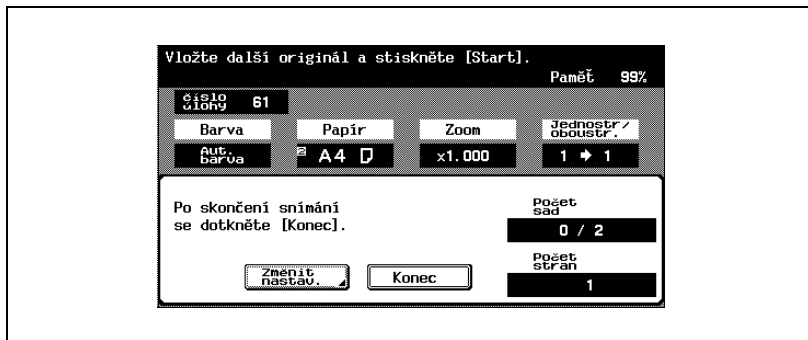 Vložte další originál a stiskněte [Start].
Paměť 99%
číslo
úlohy 61
Barva Papír Zoom Jednostr/
oboustr.
Aut.
barva 2 A4 x1.000 1 ➔ 1
Po skončení snímání
se dotkněte [Konec].
Počet
sad
0 / 2
Změnit
nastav.
Konec
Počet
stran
1